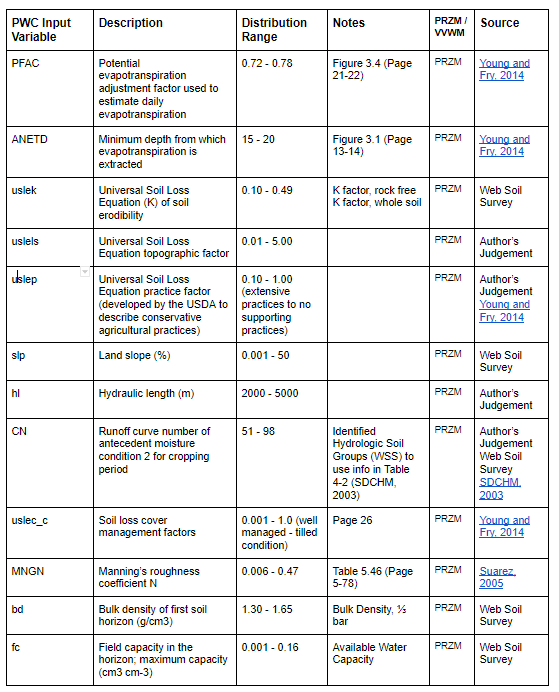 PWC Input Variable | Description | Distribution Range | Notes | PRZM / VVWM | Source
PFAC | Potential evapotranspiration adjustment factor used to estimate daily evapotranspiration | 0.72 - 0.78 | Figure 3.4 (Page 21-22) | PRZM | Young and Fry, 2014
ANETD | Minimum depth from which evapotranspiration is extracted | 15 - 20 | Figure 3.1 (Page 13-14) | PRZM | Young and Fry, 2014
uslek | Universal Soil Loss Equation (K) of soil erodibility | 0.10 - 0.49 | K factor, rock free K factor, whole soil | PRZM | Web Soil Survey
uslels | Universal Soil Loss Equation topographic factor | 0.01 - 5.00 | | PRZM | Author's Judgement
uslep | Universal Soil Loss Equation practice factor (developed by the USDA to describe conservative agricultural practices) | 0.10 - 1.00 (extensive practices to no supporting practices) | | PRZM | Author's Judgement Young and Fry, 2014
slp | Land slope (%) | 0.001 - 50 | | PRZM | Web Soil Survey
hl | Hydraulic length (m) | 2000 - 5000 | | PRZM | Author's Judgement
CN | Runoff curve number of antecedent moisture condition 2 for cropping period | 51 - 98 | Identified Hydrologic Soil Groups (WSS) to use info in Table 4-2 (SDCHM, 2003) | PRZM | Author's Judgement Web Soil Survey SDCHM, 2003
uslec_c | Soil loss cover management factors | 0.001 - 1.0 (well managed - tilled condition) | Page 26 | PRZM | Young and Fry, 2014
MNGN | Manning's roughness coefficient N | 0.006 - 0.47 | Table 5.46 (Page 5-78) | PRZM | Suarez, 2005
bd | Bulk density of first soil horizon (g/cm3) | 1.30 - 1.65 | Bulk Density, ⅓ bar | PRZM | Web Soil Survey
fc | Field capacity in the horizon; maximum capacity (cm3 cm-3) | 0.001 - 0.16 | Available Water Capacity | PRZM | Web Soil Survey